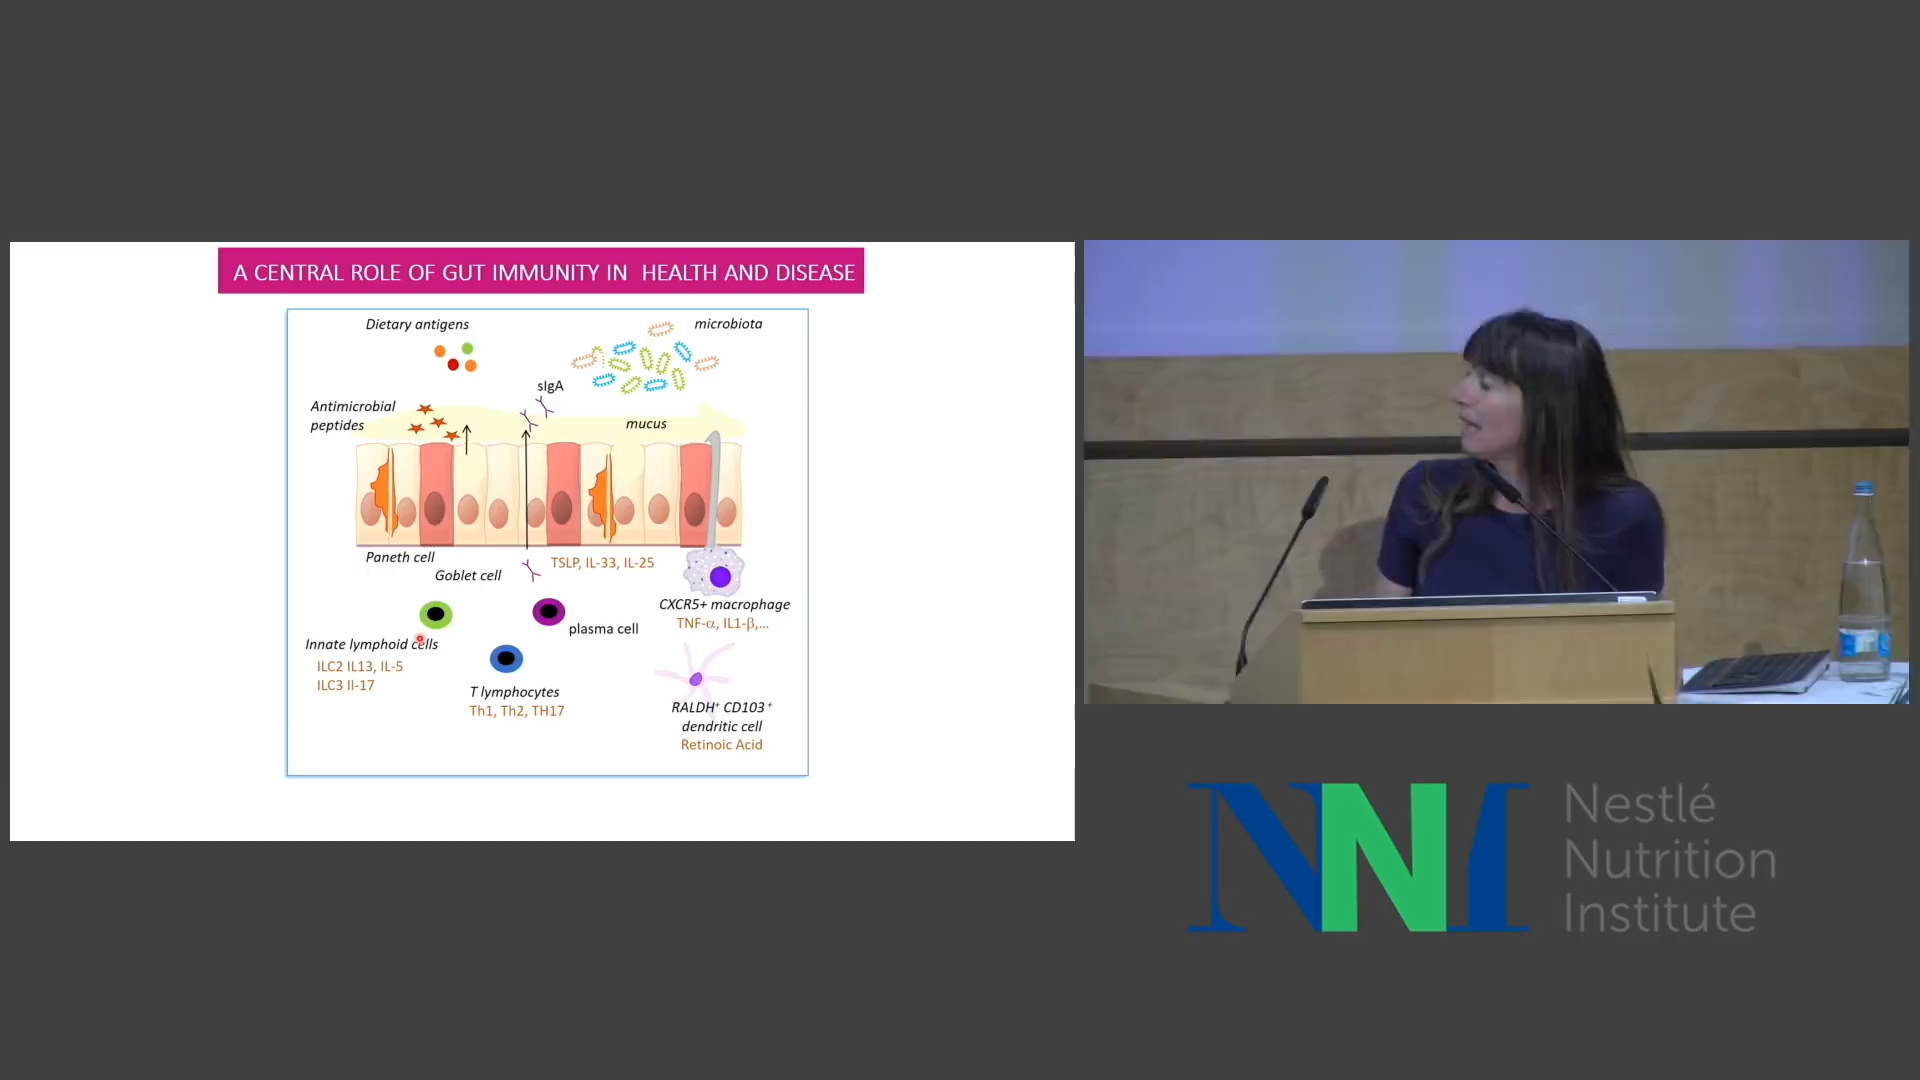 A CENTRAL ROLE OF GUT IMMUNITY IN HEALTH AND DISEASE
Dietary antigens
microbiota
sIgA
Antimicrobial
peptides
mucus
Paneth cell
Goblet cell
TSLP, IL-33, IL-25
CXCR5+ macrophage
TNF-α, IL1-β,...
plasma cell
Innate lymphoid cells
ILC2 IL13, IL-5
ILC3 Il-17
T lymphocytes
Th1, Th2, TH17
RALDH⁺ CD103⁺
dendritic cell
Retinoic Acid
NNI
Nestlé
Nutrition
Institute